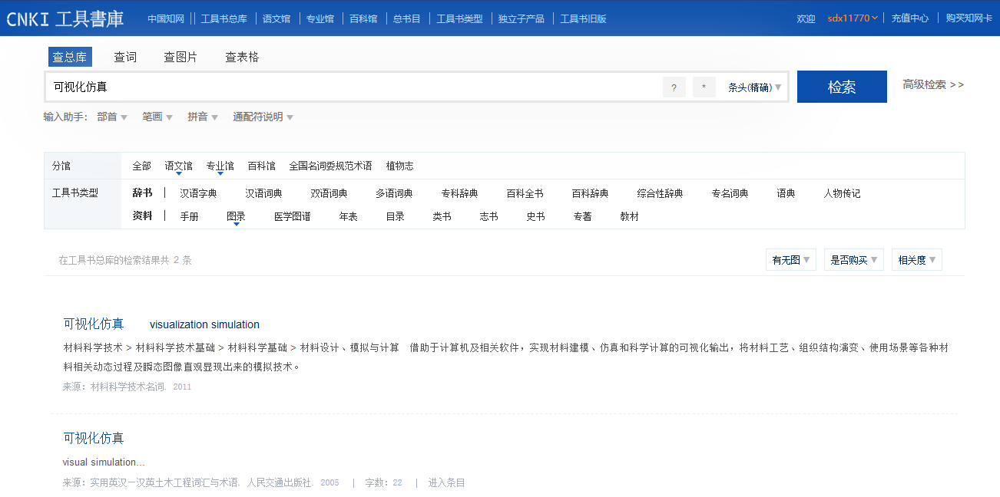 CNKI 工具書庫 中国知网 工具书总库 语文馆 专业馆 百科馆 总书目 工具书类型 独立子产品 工具书旧版 欢迎 sdx11770 充值中心 购买知网卡
查总库 查词 查图片 查表格
可视化仿真 ? * 条头(精确) 检索 高级检索 >>
输入助手: 部首 笔画 拼音 通配符说明
分馆 全部 语文馆 专业馆 百科馆 全国名词委规范术语 植物志
工具书类型 辞书 | 汉语字典 汉语词典 双语词典 多语词典 专科辞典 百科全书 百科辞典 综合性辞典 专名词典 语典 人物传记
资料 | 手册 图录 医学图谱 年表 目录 类书 志书 史书 专著 教材
在工具书总库的检索结果共 2 条 有无图 是否购买 相关度
可视化仿真 visualization simulation
材料科学技术 > 材料科学技术基础 > 材料科学基础 > 材料设计、模拟与计算 借助于计算机及相关软件，实现材料建模、仿真和科学计算的可视化输出，将材料工艺、组织结构演变、使用场景等各种材
料相关动态过程及瞬态图像直观显现出来的模拟技术。
来源：材料科学技术名词. 2011
可视化仿真
visual simulation...
来源：实用英汉—汉英土木工程词汇与术语. 人民交通出版社. 2005 | 字数：22 | 进入条目